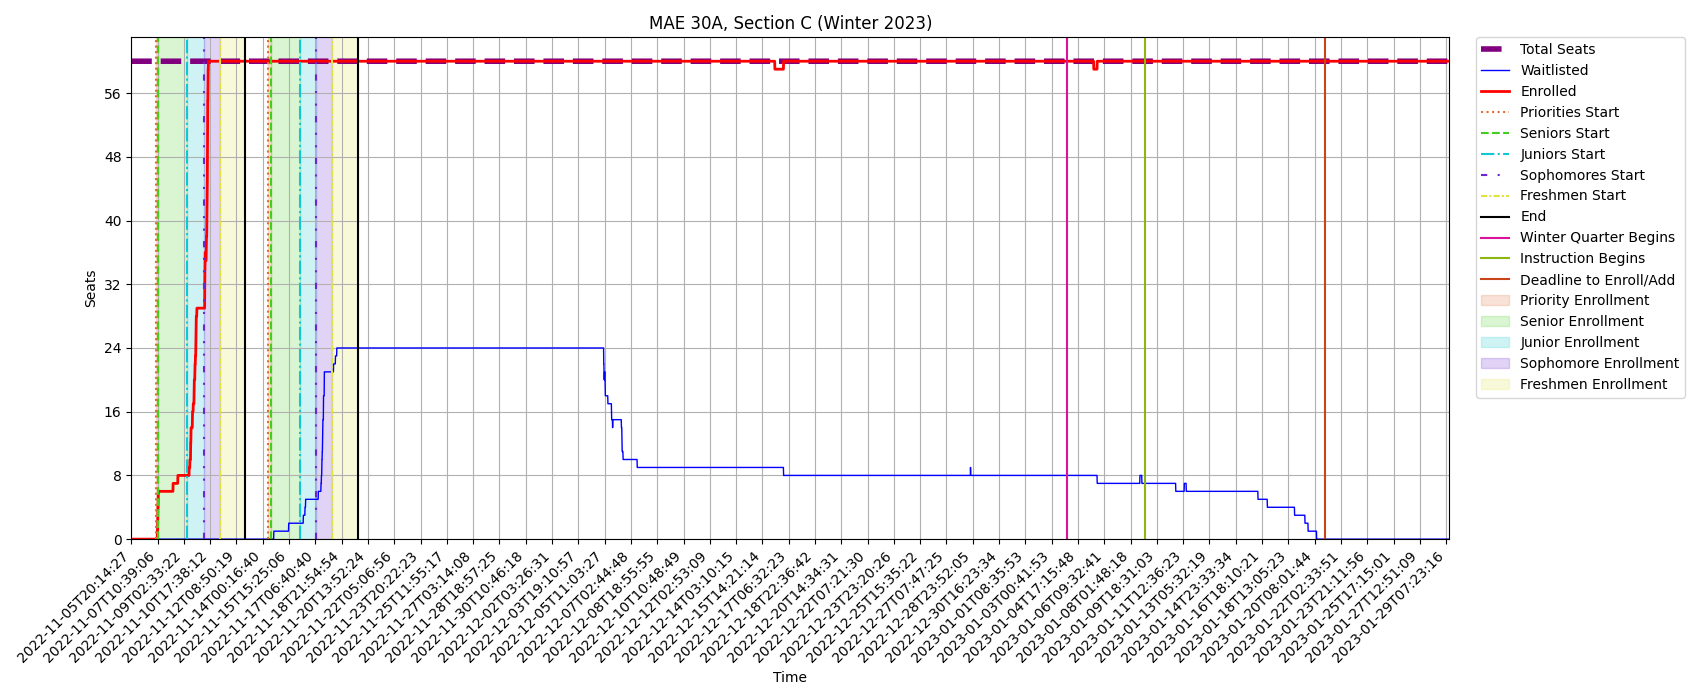 MAE 30A, Section C (Winter 2023)
Seats
56
48
40
32
24
16
8
0
2022-11-05T20:14:27
2022-11-07T10:39:06
2022-11-09T02:33:22
2022-11-10T17:38:12
2022-11-12T08:50:19
2022-11-14T00:16:40
2022-11-15T15:25:06
2022-11-17T06:40:40
2022-11-18T21:54:54
2022-11-20T13:52:24
2022-11-22T05:06:56
2022-11-23T20:22:23
2022-11-25T11:55:17
2022-11-27T03:14:08
2022-11-28T18:57:25
2022-11-30T10:46:18
2022-12-02T03:26:31
2022-12-03T19:10:57
2022-12-05T11:03:27
2022-12-07T02:44:48
2022-12-08T18:55:55
2022-12-10T10:48:49
2022-12-12T02:53:09
2022-12-14T03:10:15
2022-12-15T14:21:14
2022-12-17T06:32:23
2022-12-18T22:36:42
2022-12-20T14:34:31
2022-12-22T07:21:30
2022-12-23T23:20:26
2022-12-25T15:35:22
2022-12-27T07:47:25
2022-12-28T23:52:05
2022-12-30T16:23:34
2023-01-01T08:35:53
2023-01-03T00:41:53
2023-01-04T17:15:48
2023-01-06T09:32:41
2023-01-08T01:48:18
2023-01-09T18:31:03
2023-01-11T12:36:23
2023-01-13T05:32:19
2023-01-14T23:33:34
2023-01-16T18:10:21
2023-01-18T13:05:23
2023-01-20T08:01:44
2023-01-22T02:33:51
2023-01-23T21:11:56
2023-01-25T17:15:01
2023-01-27T12:51:09
2023-01-29T07:23:16
Time
Total Seats
Waitlisted
Enrolled
Priorities Start
Seniors Start
Juniors Start
Sophomores Start
Freshmen Start
End
Winter Quarter Begins
Instruction Begins
Deadline to Enroll/Add
Priority Enrollment
Senior Enrollment
Junior Enrollment
Sophomore Enrollment
Freshmen Enrollment